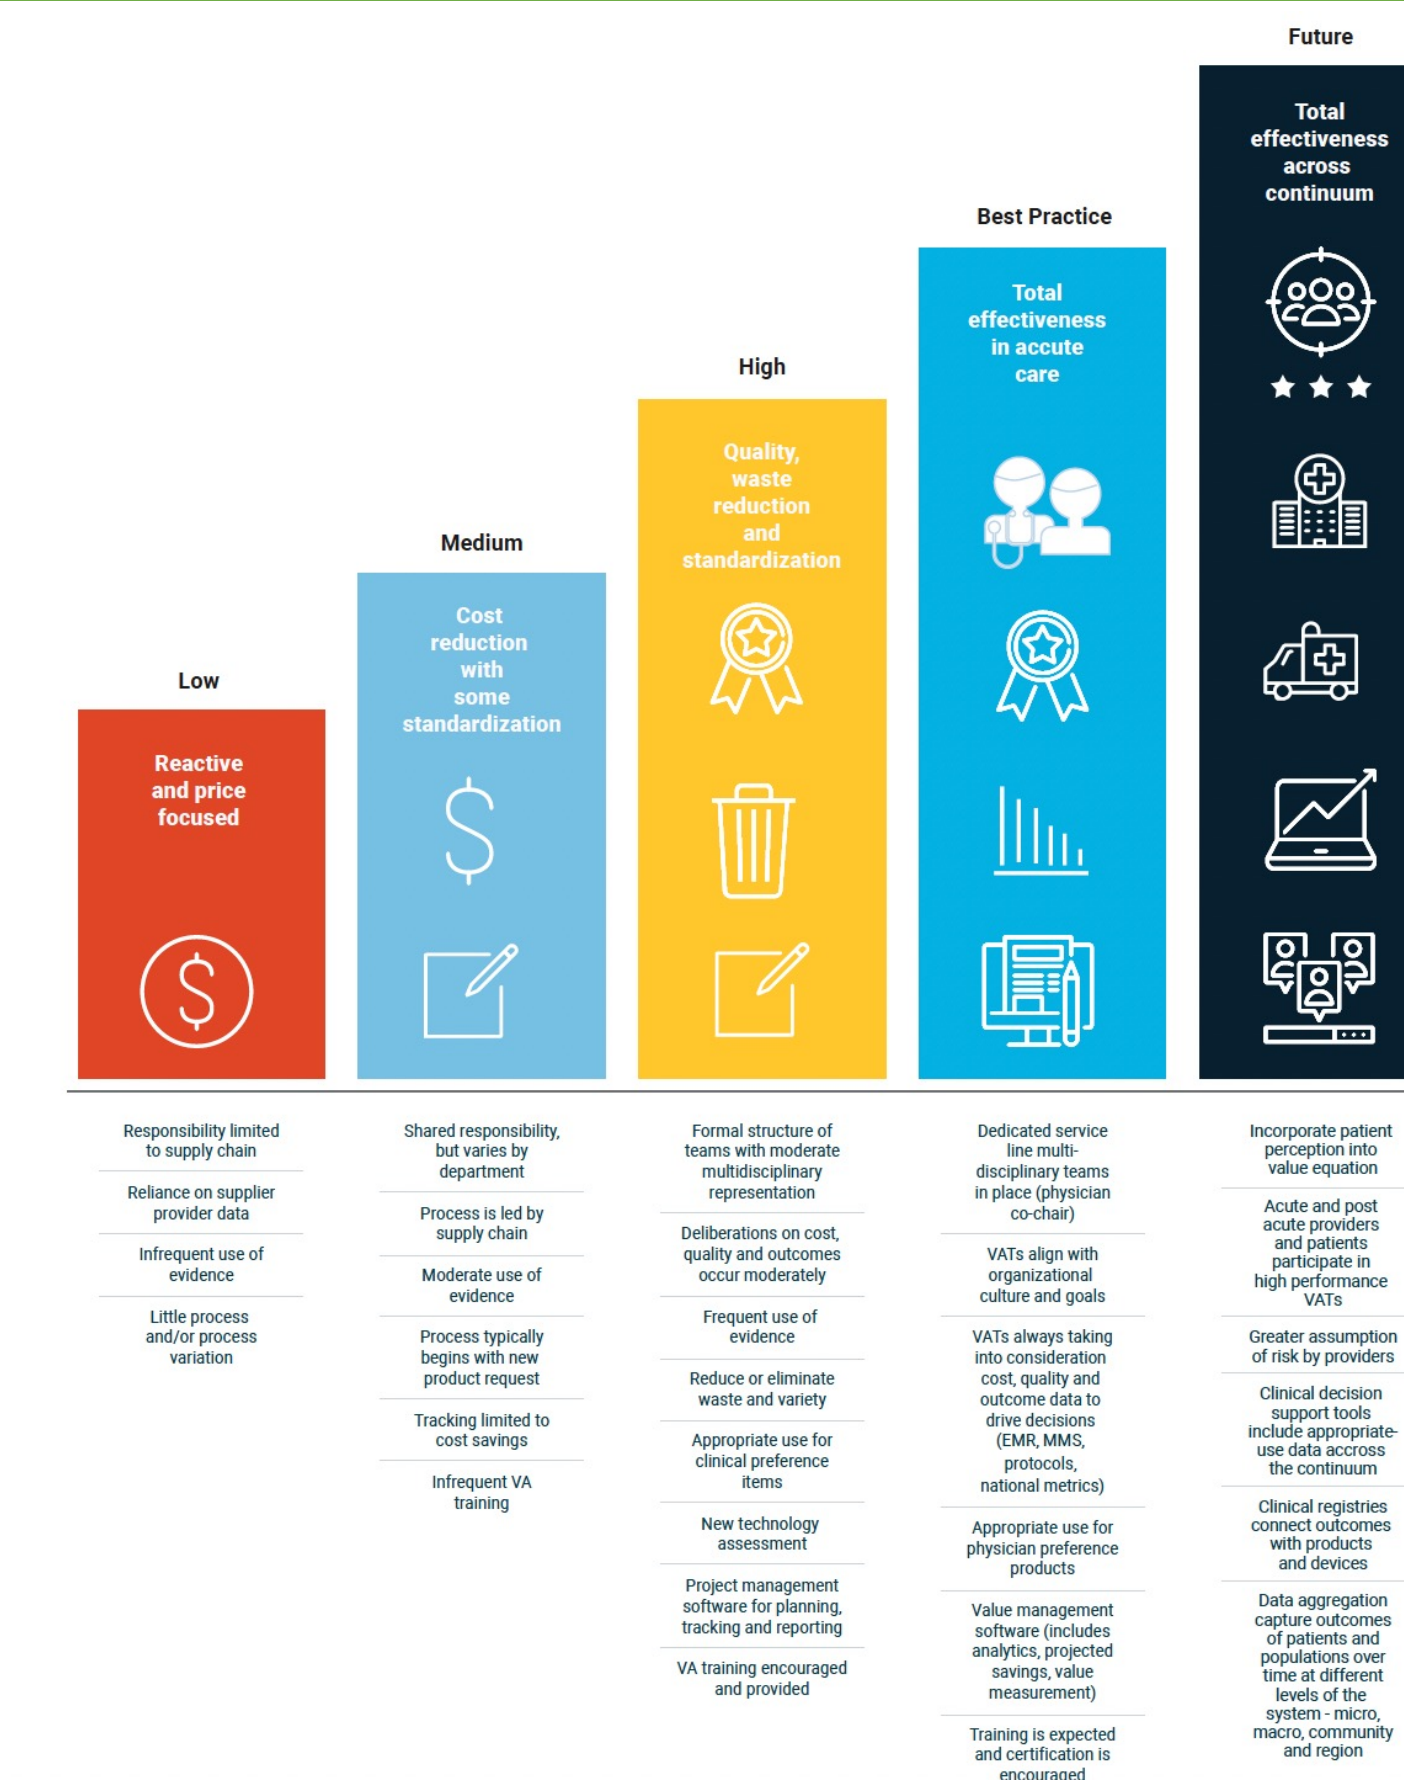 Future
Total
effectiveness
across
continuum
Best Practice
Total
effectiveness
in accute
care
High
Quality,
waste
reduction
and
standardization
Medium
Cost
reduction
with
some
standardization
Low
Reactive
and price
focused
Responsibility limited
to supply chain
Reliance on supplier
provider data
Infrequent use of
evidence
Little process
and/or process
variation
Shared responsibility,
but varies by
department
Process is led by
supply chain
Moderate use of
evidence
Process typically
begins with new
product request
Tracking limited to
cost savings
Infrequent VA
training
Formal structure of
teams with moderate
multidisciplinary
representation
Deliberations on cost,
quality and outcomes
occur moderately
Frequent use of
evidence
Reduce or eliminate
waste and variety
Appropriate use for
clinical preference
items
New technology
assessment
Project management
software for planning,
tracking and reporting
VA training encouraged
and provided
Dedicated service
line multi-
disciplinary teams
in place (physician
co-chair)
VATs align with
organizational
culture and goals
VATs always taking
into consideration
cost, quality and
outcome data to
drive decisions
(EMR, MMS,
protocols,
national metrics)
Appropriate use for
physician preference
products
Value management
software (includes
analytics, projected
savings, value
measurement)
Training is expected
and certification is
encouraged
Incorporate patient
perception into
value equation
Acute and post
acute providers
and patients
participate in
high performance
VATs
Greater assumption
of risk by providers
Clinical decision
support tools
include appropriate-
use data accross
the continuum
Clinical registries
connect outcomes
with products
and devices
Data aggregation
capture outcomes
of patients and
populations over
time at different
levels of the
system - micro,
macro, community
and region